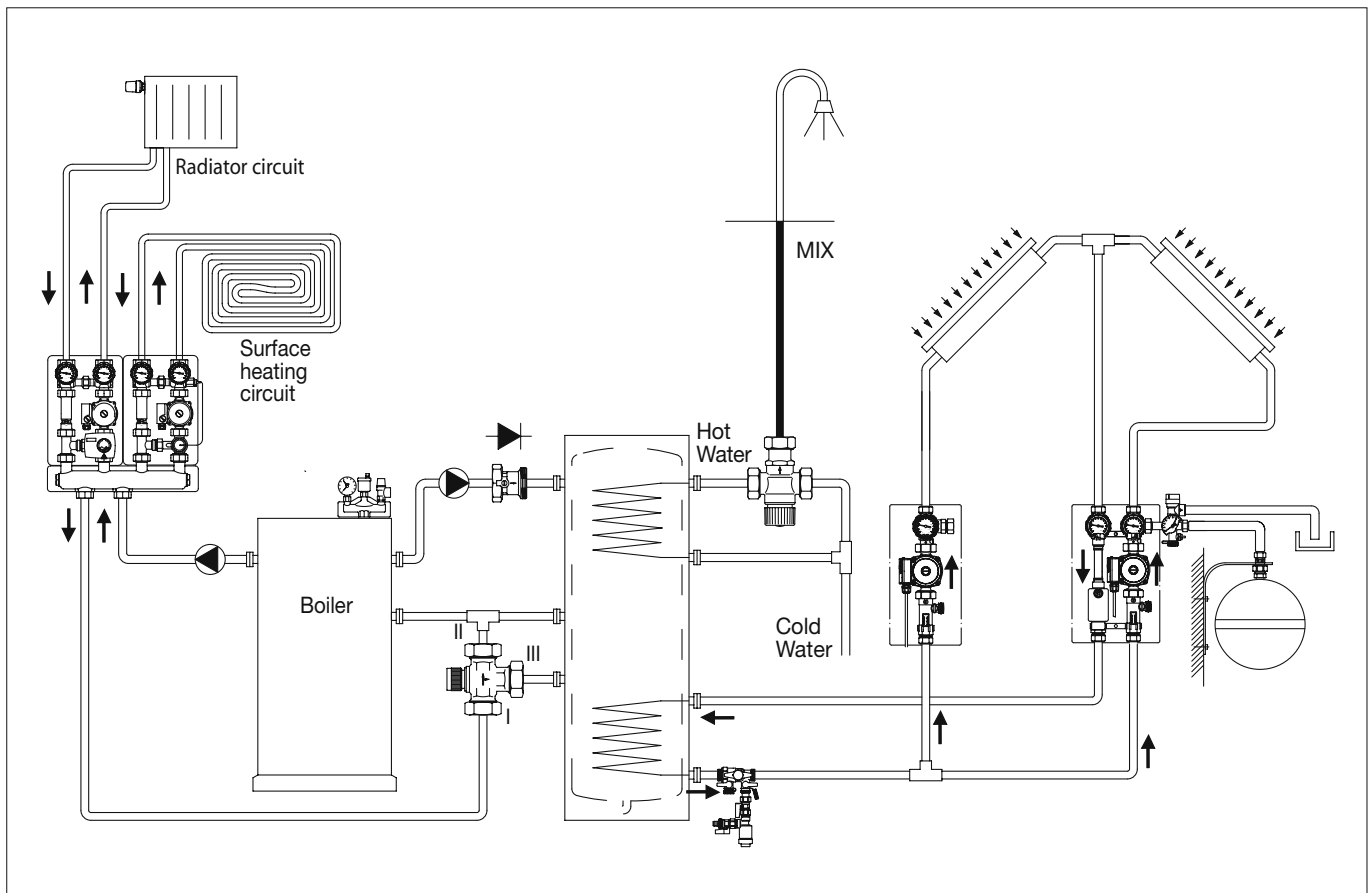 Radiator circuit
MIX
Surface
heating
circuit
Hot
Water
Boiler
II
III
I
Cold
Water